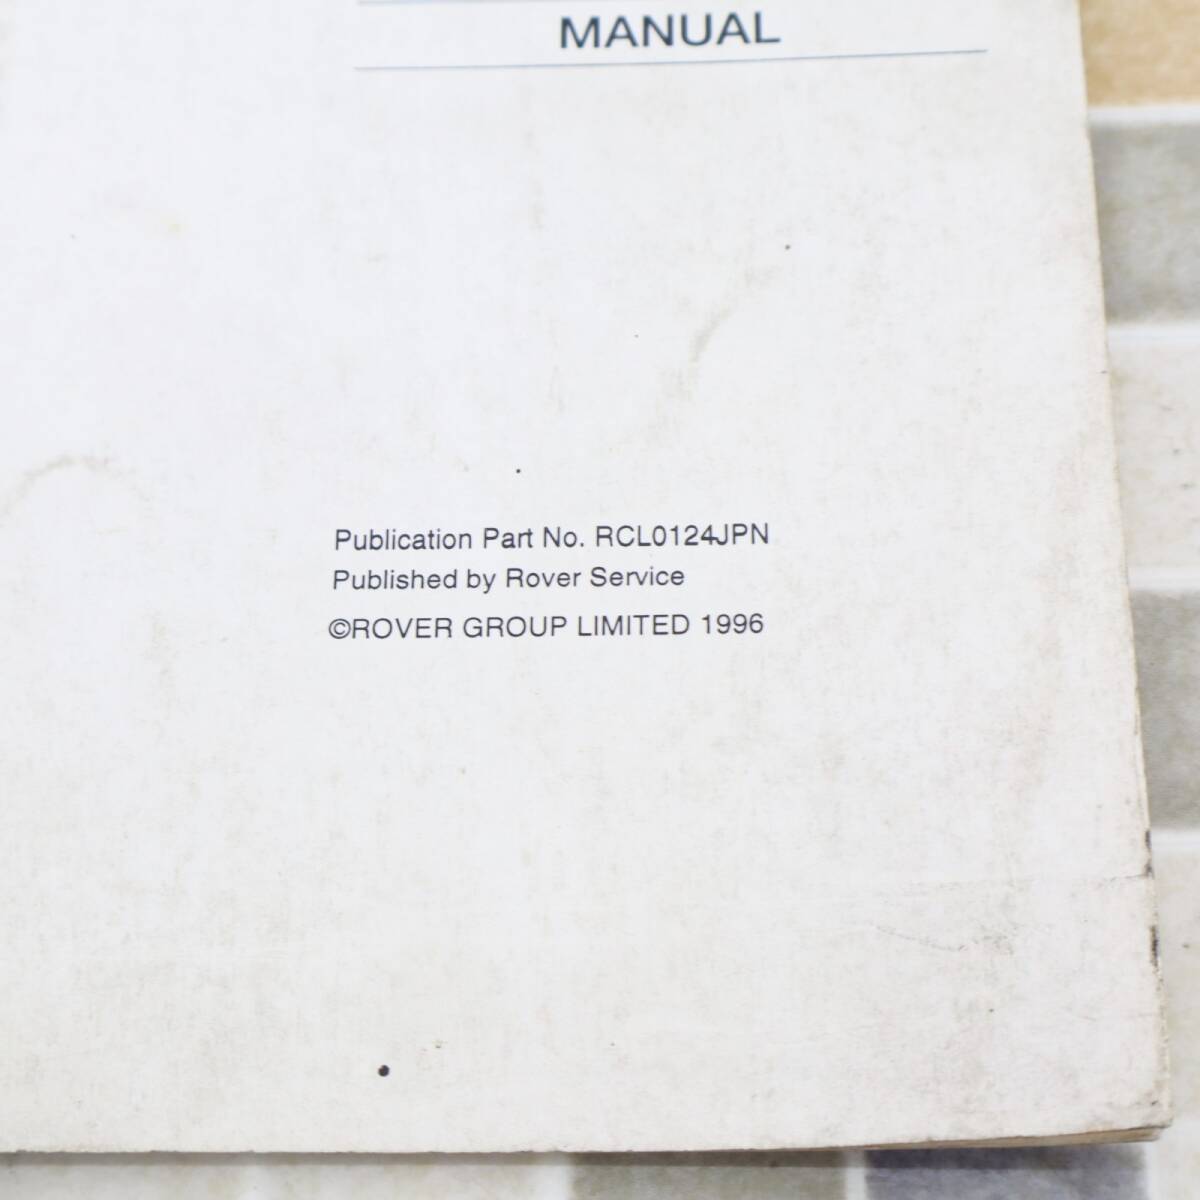 MANUAL
Publication Part No. RCL0124JPN
Published by Rover Service
©ROVER GROUP LIMITED 1996